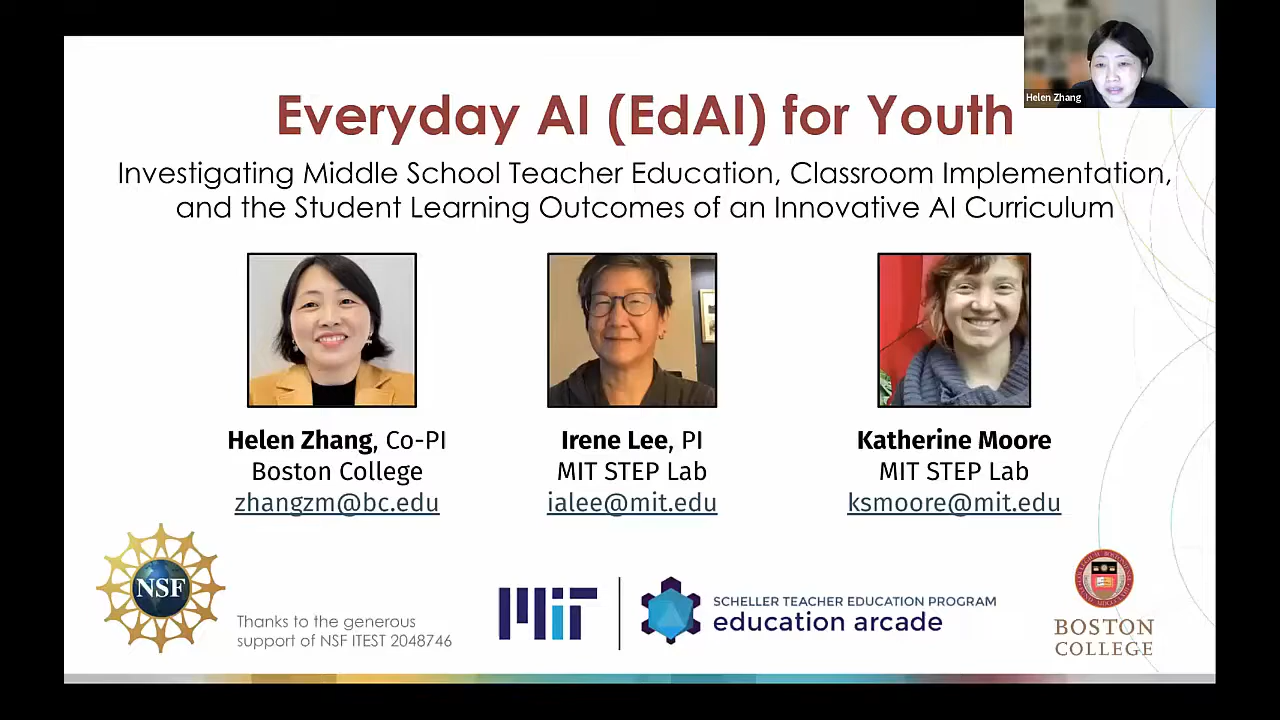 Helen Zhang
Everyday AI (EdAI) for Youth
Investigating Middle School Teacher Education, Classroom Implementation,
and the Student Learning Outcomes of an Innovative AI Curriculum
Helen Zhang, Co-PI
Boston College
zhangzm@bc.edu
Irene Lee, PI
MIT STEP Lab
ialee@mit.edu
Katherine Moore
MIT STEP Lab
ksmoore@mit.edu
NSF
Thanks to the generous
support of NSF ITEST 2048746
MIT
SCHELLER TEACHER EDUCATION PROGRAM
education arcade
BOSTON
COLLEGE